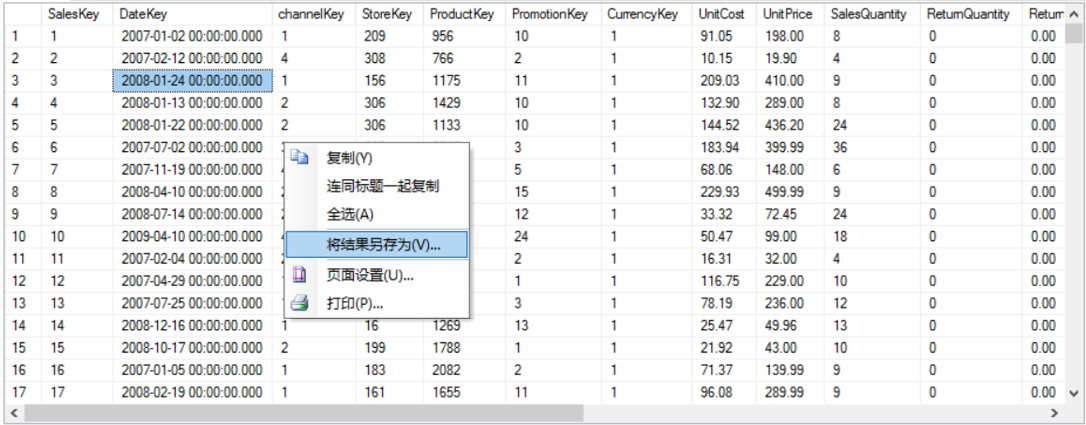 SalesKey DateKey channelKey StoreKey ProductKey PromotionKey CurrencyKey UnitCost UnitPrice SalesQuantity ReturnQuantity Return
1 1 2007-01-02 00:00:00.000 1 209 956 10 1 91.05 198.00 8 0 0.00
2 2 2007-02-12 00:00:00.000 4 308 766 2 1 10.15 19.90 4 0 0.00
3 3 2008-01-24 00:00:00.000 1 156 1175 11 1 209.03 410.00 9 0 0.00
4 4 2008-01-13 00:00:00.000 2 306 1429 10 1 132.90 289.00 8 0 0.00
5 5 2008-01-22 00:00:00.000 2 306 1133 10 1 144.52 436.20 24 0 0.00
6 6 2007-07-02 00:00:00.000 3 1 183.94 399.99 36 0 0.00
复制(Y)
7 7 2007-11-19 00:00:00.000 5 1 68.06 148.00 6 0 0.00
连同标题一起复制
8 8 2008-04-10 00:00:00.000 15 1 229.93 499.99 9 0 0.00
9 9 2008-07-14 00:00:00.000 12 1 33.32 72.45 24 0 0.00
全选(A)
10 10 2009-04-10 00:00:00.000 24 1 50.47 99.00 18 0 0.00
将结果另存为(V)...
11 11 2007-02-04 00:00:00.000 2 1 16.31 32.00 4 0 0.00
12 12 2007-04-29 00:00:00.000 1 1 116.75 229.00 10 0 0.00
页面设置(U)...
13 13 2007-07-25 00:00:00.000 3 1 78.19 236.00 12 0 0.00
打印(P)...
14 14 2008-12-16 00:00:00.000 1 16 1269 13 1 25.47 49.96 13 0 0.00
15 15 2008-10-17 00:00:00.000 2 199 1788 1 1 21.92 43.00 10 0 0.00
16 16 2007-01-05 00:00:00.000 1 183 2082 2 1 71.37 139.99 9 0 0.00
17 17 2008-02-19 00:00:00.000 1 161 1655 11 1 96.08 289.99 9 0 0.00